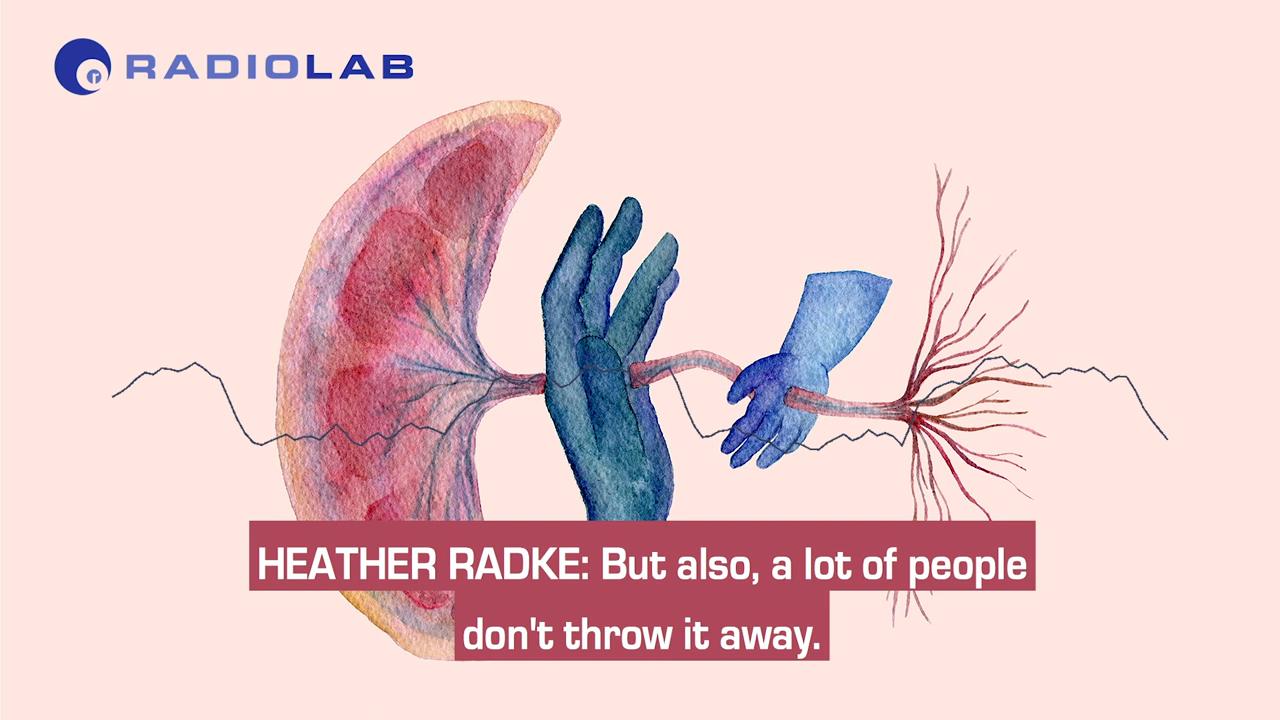 RADIOLAB
HEATHER RADKE: But also, a lot of people
don't throw it away.